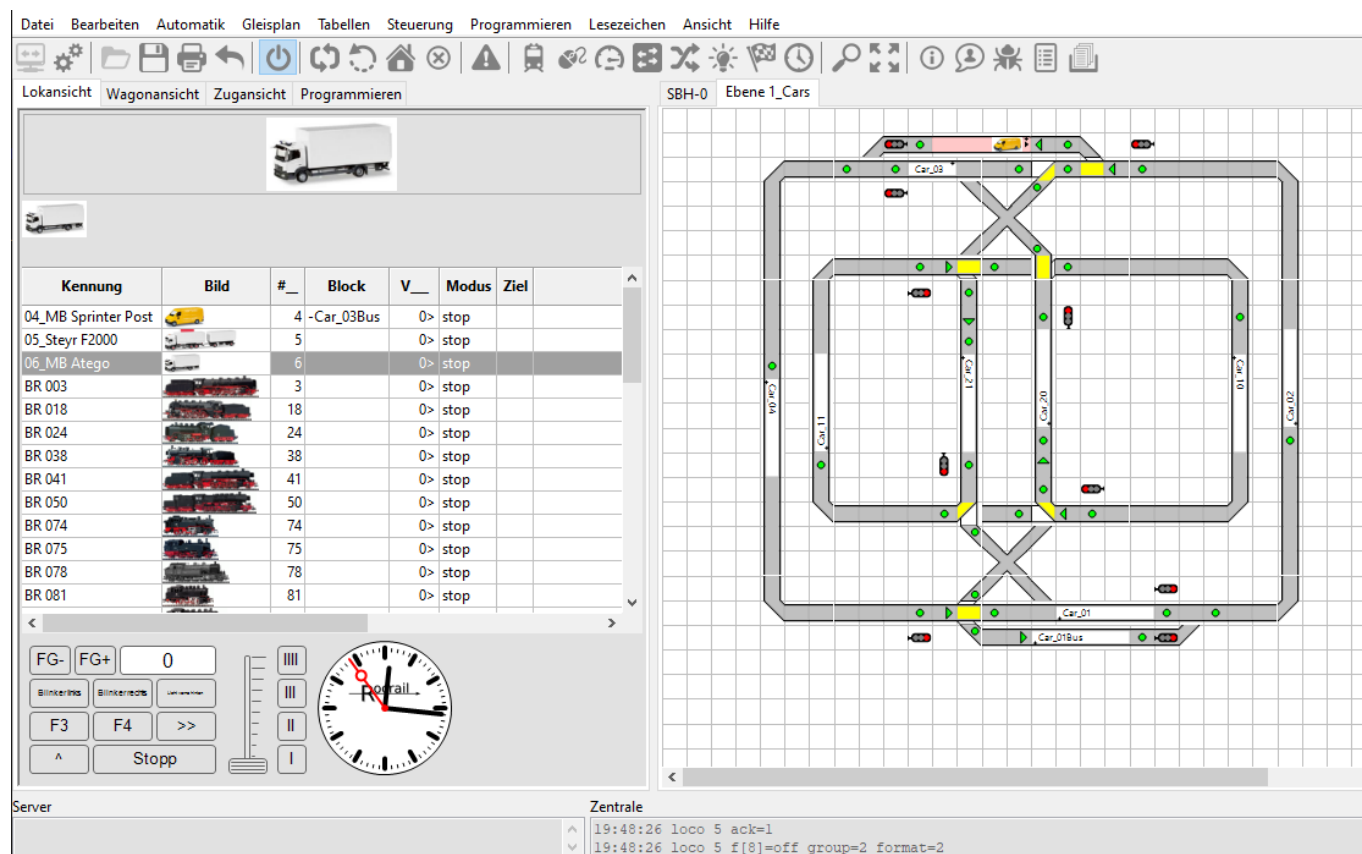 Datei Bearbeiten Automatik Gleisplan Tabellen Steuerung Programmieren Lesezeichen Ansicht Hilfe
Lokansicht Wagonansicht Zugansicht Programmieren
SBH-0 Ebene 1_Cars
Kennung Bild #__ Block V__ Modus Ziel
04_MB Sprinter Post 4 -Car_03Bus 0> stop
05_Steyr F2000 5 0> stop
06_MB Atego 6 0> stop
BR 003 3 0> stop
BR 018 18 0> stop
BR 024 24 0> stop
BR 038 38 0> stop
BR 041 41 0> stop
BR 050 50 0> stop
BR 074 74 0> stop
BR 075 75 0> stop
BR 078 78 0> stop
BR 081 81 0> stop
FG- FG+ 0 IIII
Blinkerlinks Blinkerrechts III
F3 F4 >> II
^ Stopp I
Rocrail
Car_03
Car_04
Car_11
Car_21
Car_20
Car_10
Car_02
Car_01
Car_01Bus
Server Zentrale
19:48:26 loco 5 ack=1
19:48:26 loco 5 f[8]=off group=2 format=2